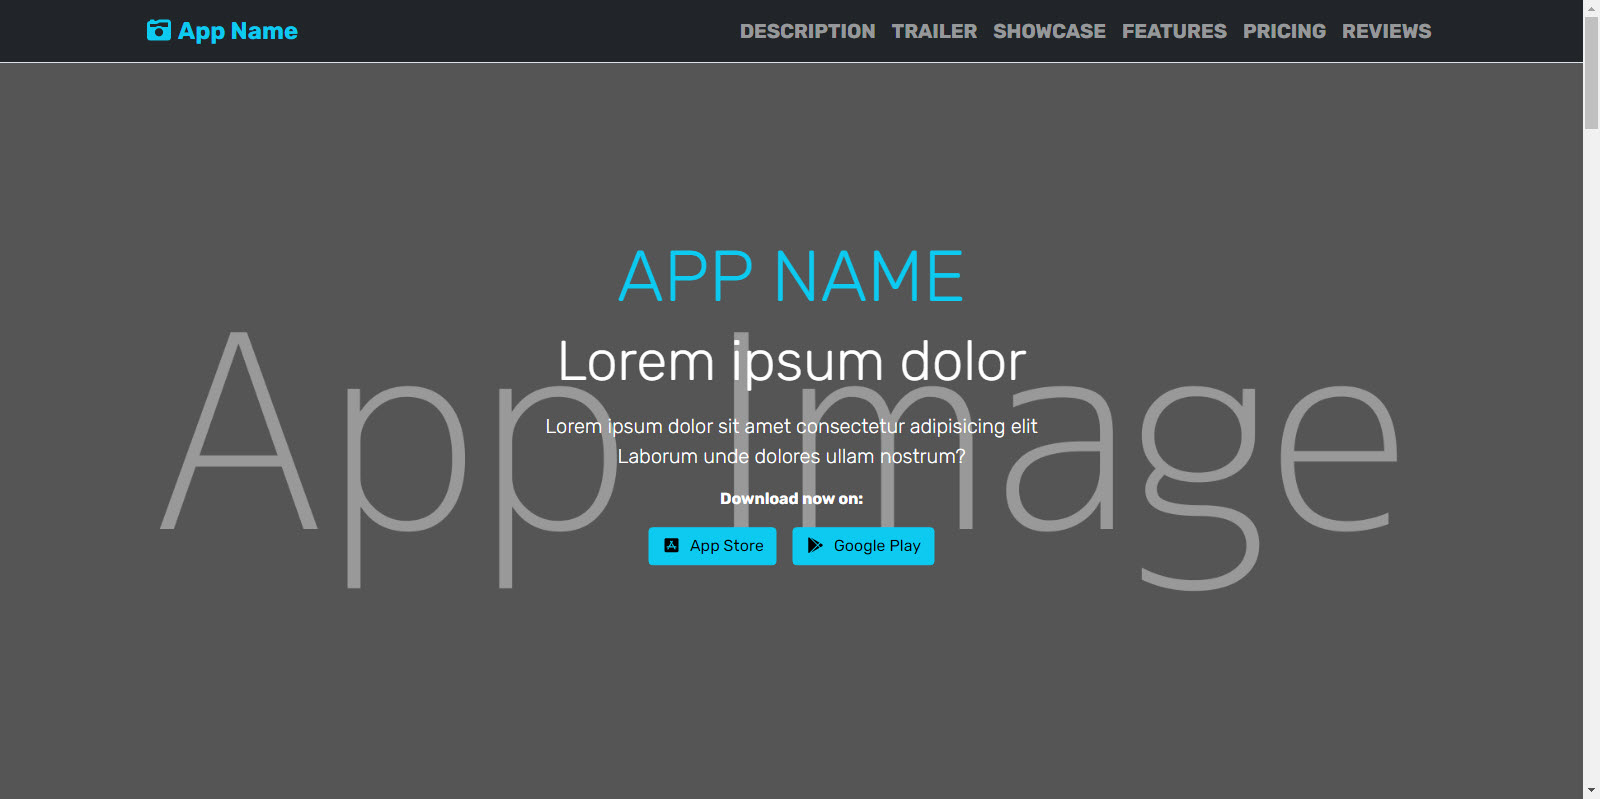 App Name
DESCRIPTION TRAILER SHOWCASE FEATURES PRICING REVIEWS
APP NAME
App Image
Lorem ipsum dolor
Lorem ipsum dolor sit amet consectetur adipisicing elit
Laborum unde dolores ullam nostrum?
Download now on:
App Store Google Play